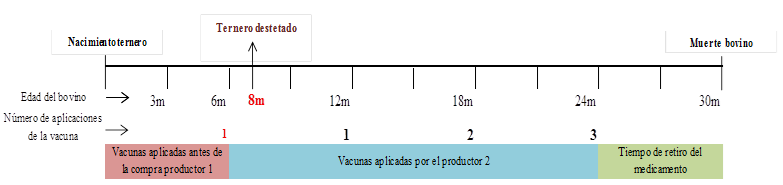 Ternero destetado
Nacimiento ternero
Muerte bovino
Edad del bovino
3m 6m 8m 12m 18m 24m 30m
Número de aplicaciones
de la vacuna
1 1 2 3
Vacunas aplicadas antes de
la compra productor 1
Vacunas aplicadas por el productor 2
Tiempo de retiro del
medicamento